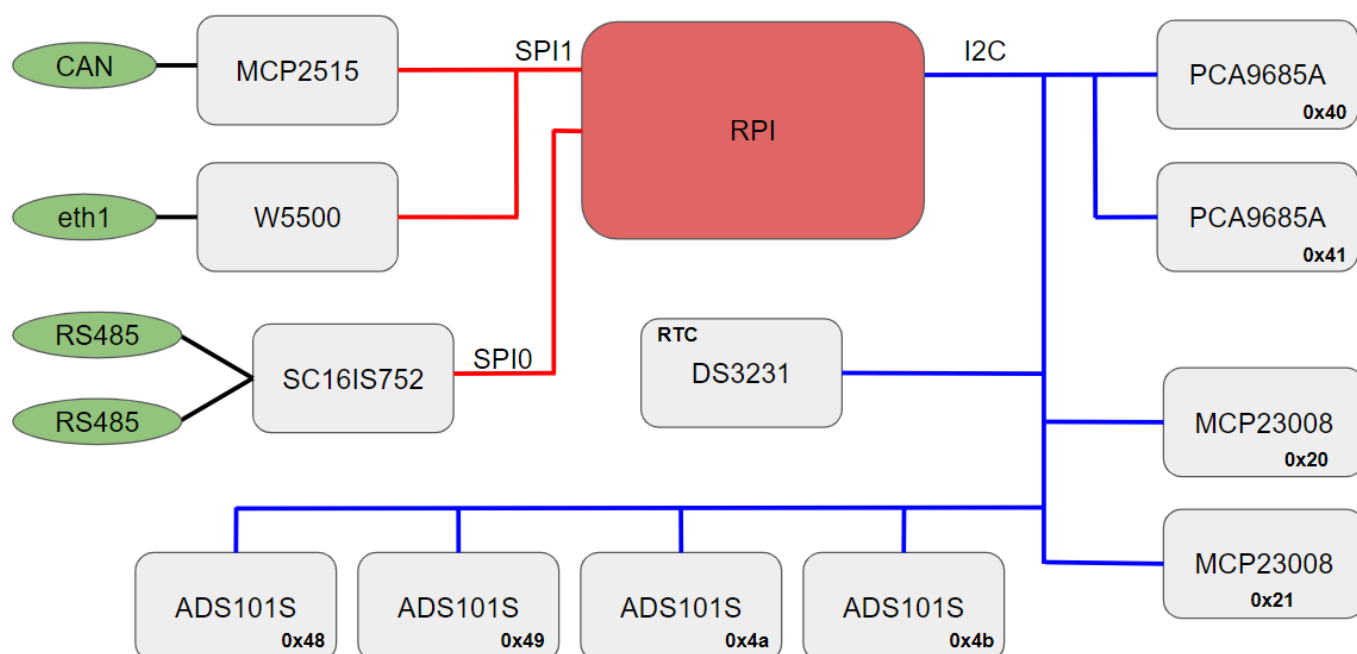 SPI1
I2C
CAN
MCP2515
RPI
PCA9685A
0x40
eth1
W5500
PCA9685A
0x41
RS485
RS485
SC16IS752
SPI0
RTC
DS3231
MCP23008
0x20
MCP23008
0x21
ADS101S
0x48
ADS101S
0x49
ADS101S
0x4a
ADS101S
0x4b